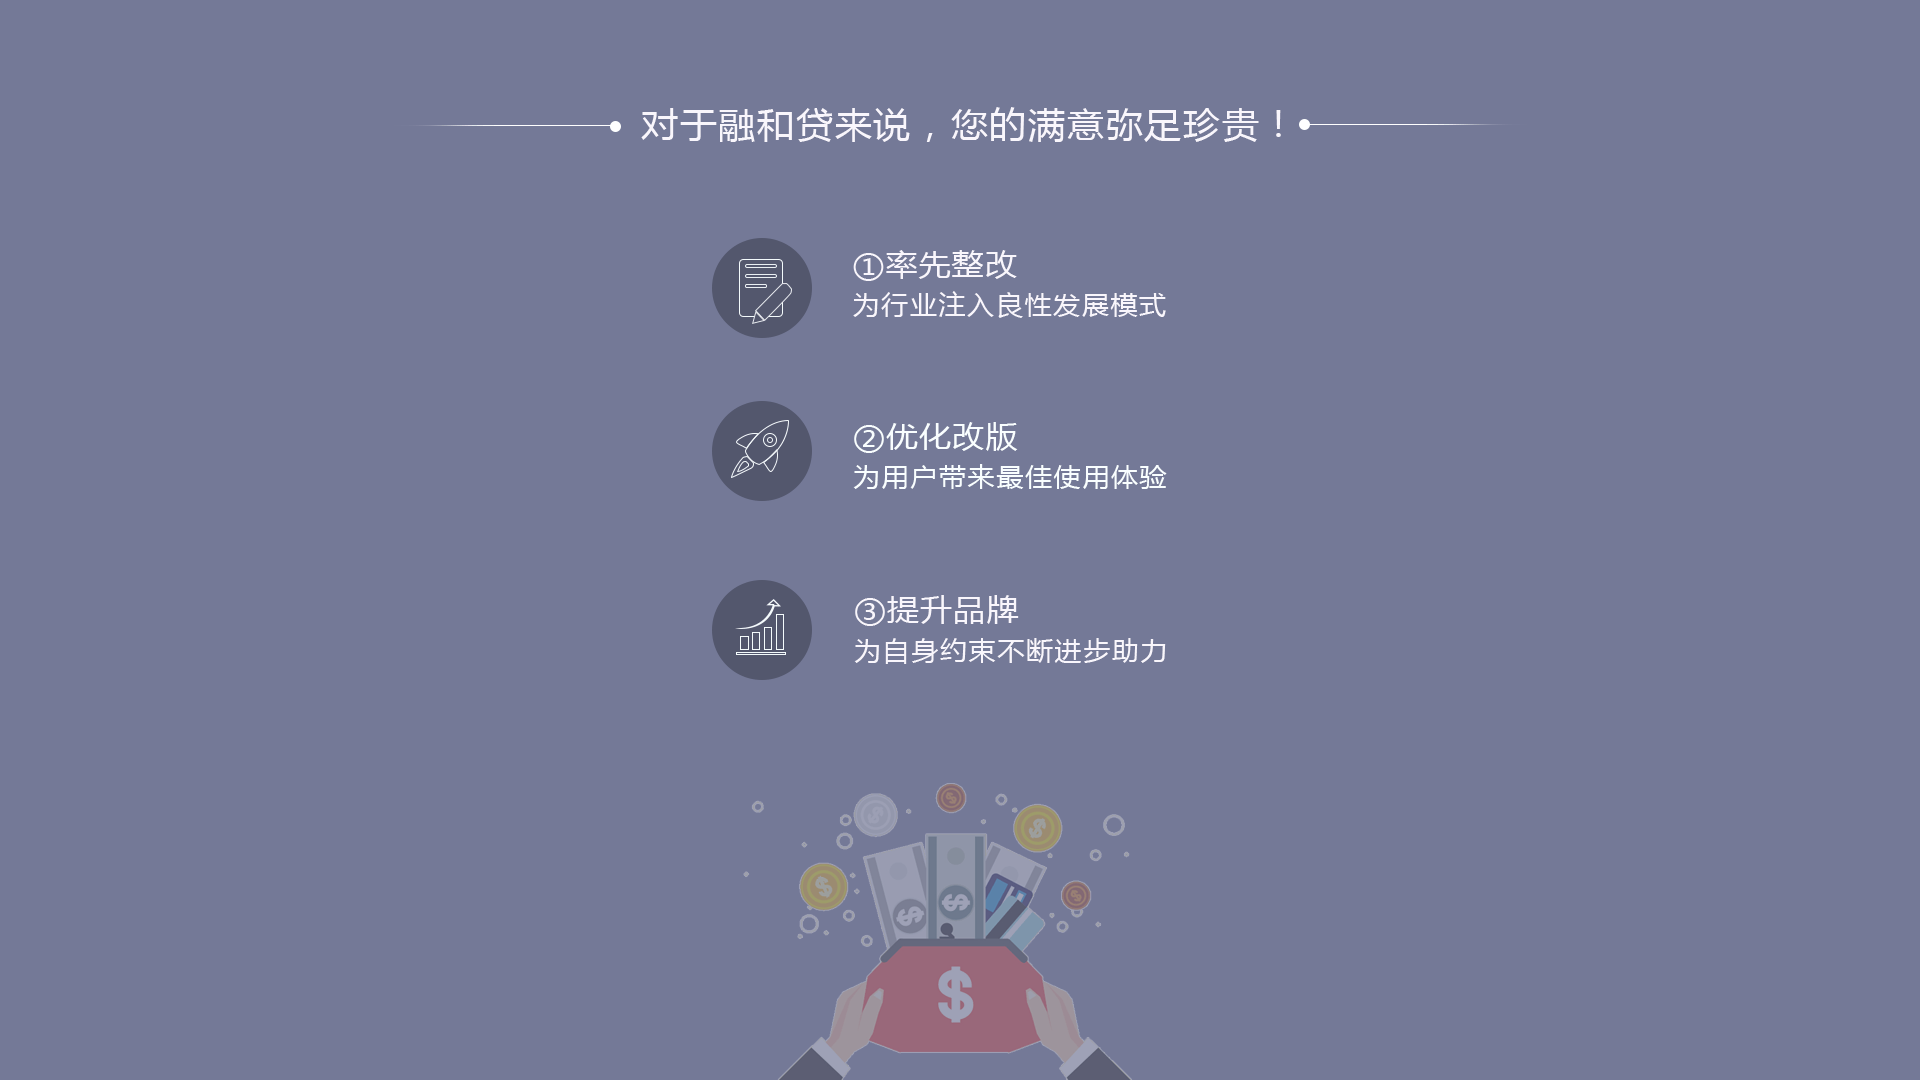 对于融和贷来说，您的满意弥足珍贵！
①率先整改
为行业注入良性发展模式
②优化改版
为用户带来最佳使用体验
③提升品牌
为自身约束不断进步助力
$
$
$
$
$
$
$
$